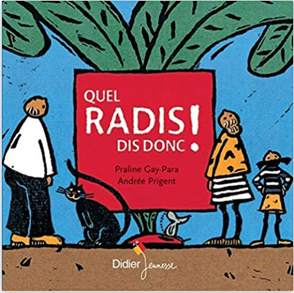 QUEL
RADIS!
DIS DONC
Praline Gay-Para
Andrée Prigent
Didier Jeunesse